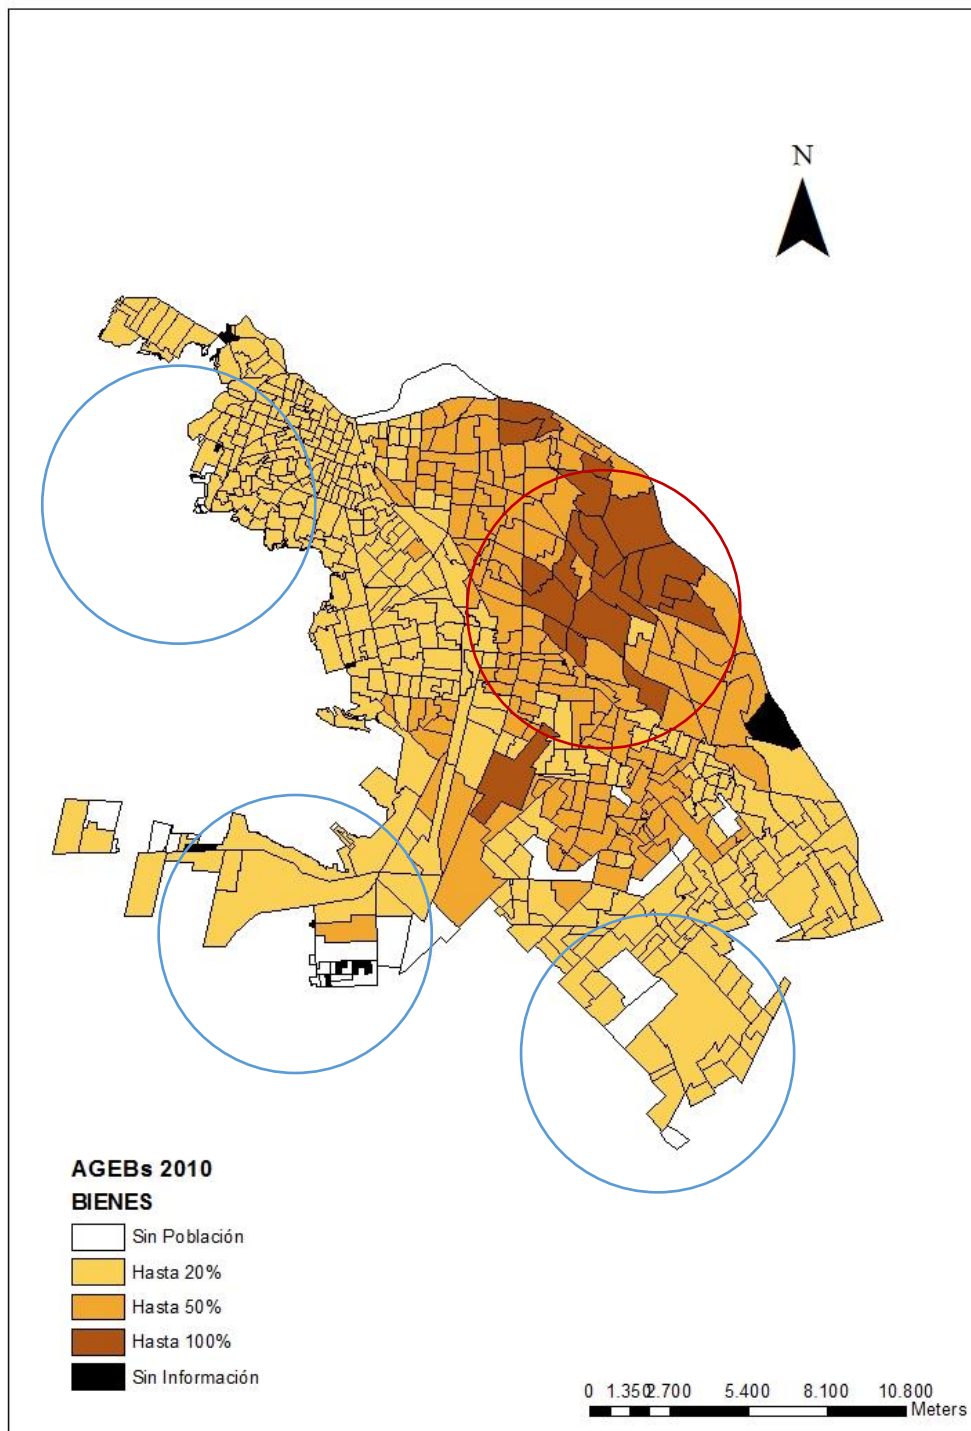 N
AGEBs 2010
BIENES
Sin Población
Hasta 20%
Hasta 50%
Hasta 100%
Sin Información
0 1.350 2.700 5.400 8.100 10.800
Meters